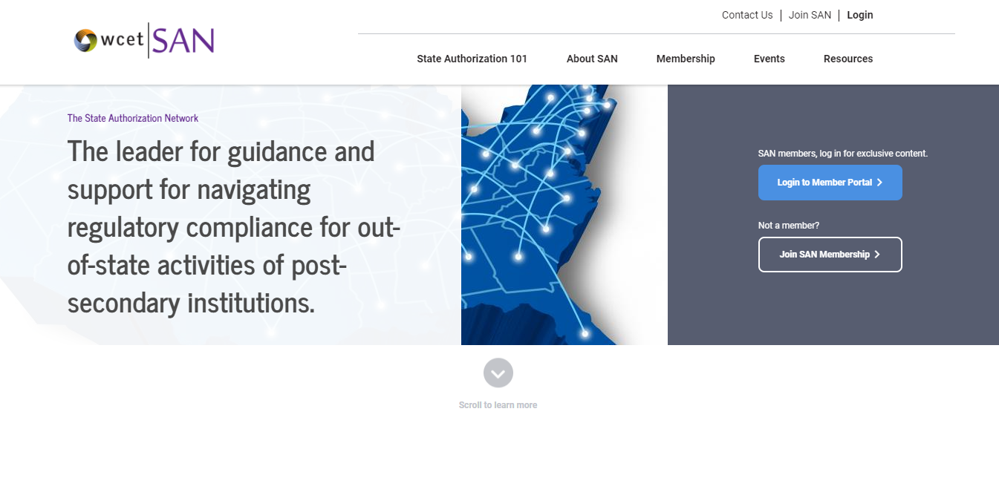 Contact Us
Join SAN
Login
wcet SAN
State Authorization 101
About SAN
Membership
Events
Resources
The State Authorization Network
The leader for guidance and
support for navigating
regulatory compliance for out-
of-state activities of post-
secondary institutions.
SAN members, log in for exclusive content.
Login to Member Portal
Not a member?
Join SAN Membership
Scroll to learn more